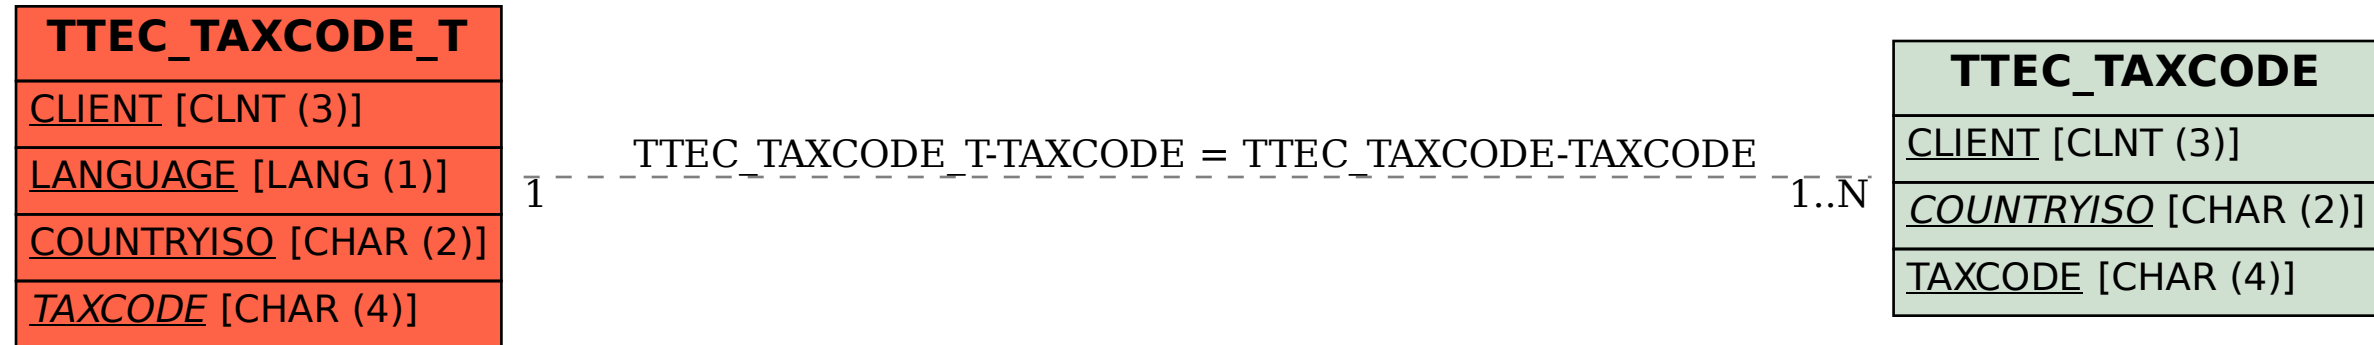 TTEC_TAXCODE_T
CLIENT [CLNT (3)]
LANGUAGE [LANG (1)]
COUNTRYISO [CHAR (2)]
TAXCODE [CHAR (4)]
TTEC_TAXCODE_T-TAXCODE = TTEC_TAXCODE-TAXCODE
1
1..N
TTEC_TAXCODE
CLIENT [CLNT (3)]
COUNTRYISO [CHAR (2)]
TAXCODE [CHAR (4)]